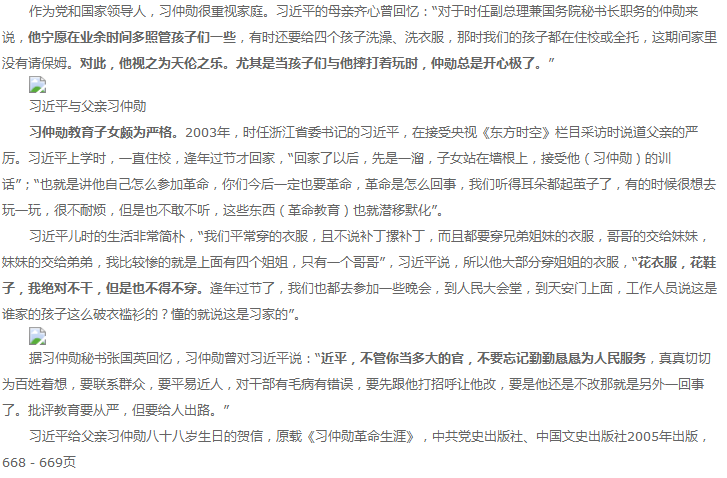 作为党和国家领导人，习仲勋很重视家庭。习近平的母亲齐心曾回忆：“对于时任副总理兼国务院秘书长职务的仲勋来
说，他宁愿在业余时间多照管孩子们一些，有时还要给四个孩子洗澡、洗衣服，那时我们的孩子都在住校或全托，这期间家里
没有请保姆。对此，他视之为天伦之乐。尤其是当孩子们与他摔打着玩时，仲勋总是开心极了。”
习近平与父亲习仲勋
习仲勋教育子女颇为严格。2003年，时任浙江省委书记的习近平，在接受央视《东方时空》栏目采访时说道父亲的严
厉。习近平上学时，一直住校，逢年过节才回家，“回家了以后，先是一溜，子女站在墙根上，接受他（习仲勋）的训
话”；“也就是讲他自己怎么参加革命，你们今后一定也要革命，革命是怎么回事，我们听得耳朵都起茧子了，有的时候很想去
玩一玩，很不耐烦，但是也不敢不听，这些东西（革命教育）也就潜移默化”。
习近平儿时的生活非常简朴，“我们平常穿的衣服，且不说补丁摞补丁，而且都要穿兄弟姐妹的衣服，哥哥的交给妹妹，
妹妹的交给弟弟，我比较惨的就是上面有四个姐姐，只有一个哥哥”，习近平说，所以他大部分穿姐姐的衣服，“花衣服，花鞋
子，我绝对不干，但是也不得不穿。逢年过节了，我们也都去参加一些晚会，到人民大会堂，到天安门上面，工作人员说这是
谁家的孩子这么破衣褴衫的？懂的就说这是习家的”。
据习仲勋秘书张国英回忆，习仲勋曾对习近平说：“近平，不管你当多大的官，不要忘记勤勤恳恳为人民服务，真真切切
为百姓着想，要联系群众，要平易近人，对干部有毛病有错误，要先跟他打招呼让他改，要是他还是不改那就是另外一回事
了。批评教育要从严，但要给人出路。”
习近平给父亲习仲勋八十八岁生日的贺信，原载《习仲勋革命生涯》，中共党史出版社、中国文史出版社2005年出版，
668－669页